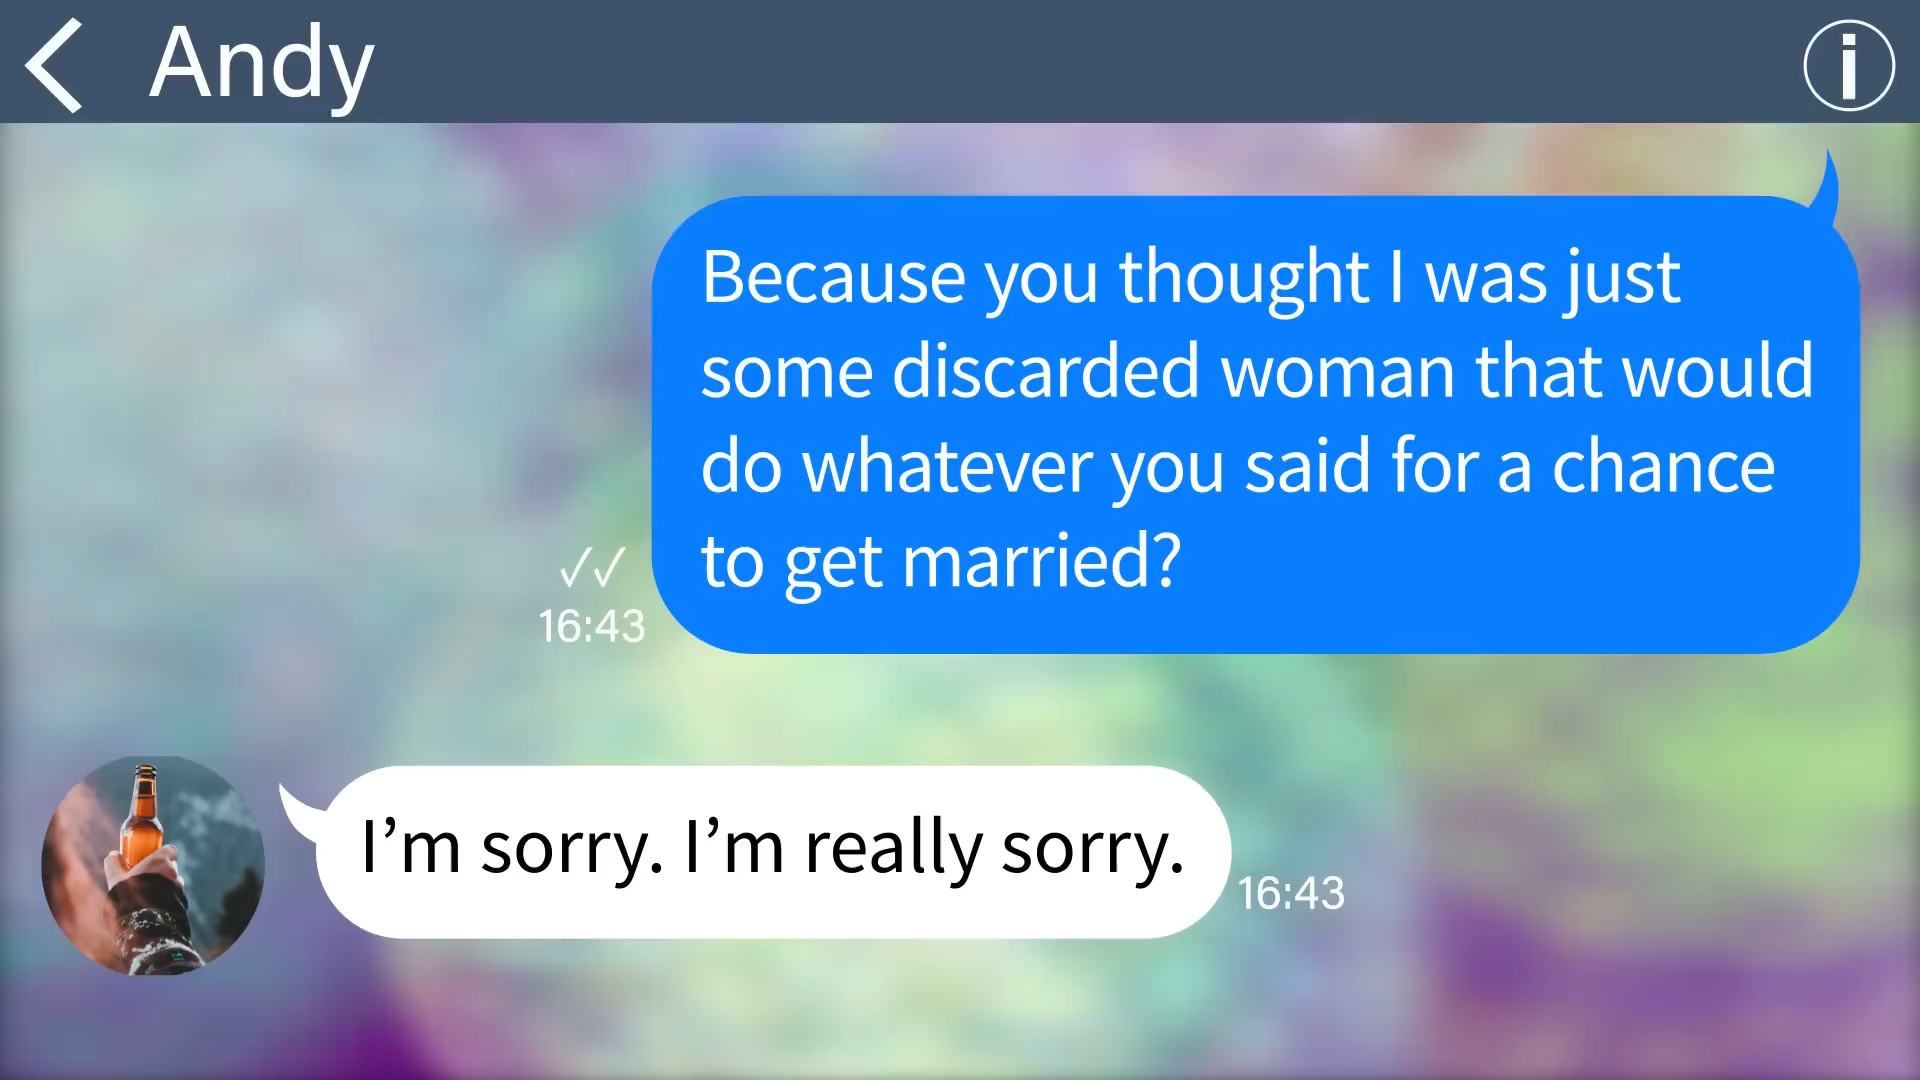 Andy
Because you thought I was just
some discarded woman that would
do whatever you said for a chance
to get married?
16:43
I’m sorry. I’m really sorry.
16:43